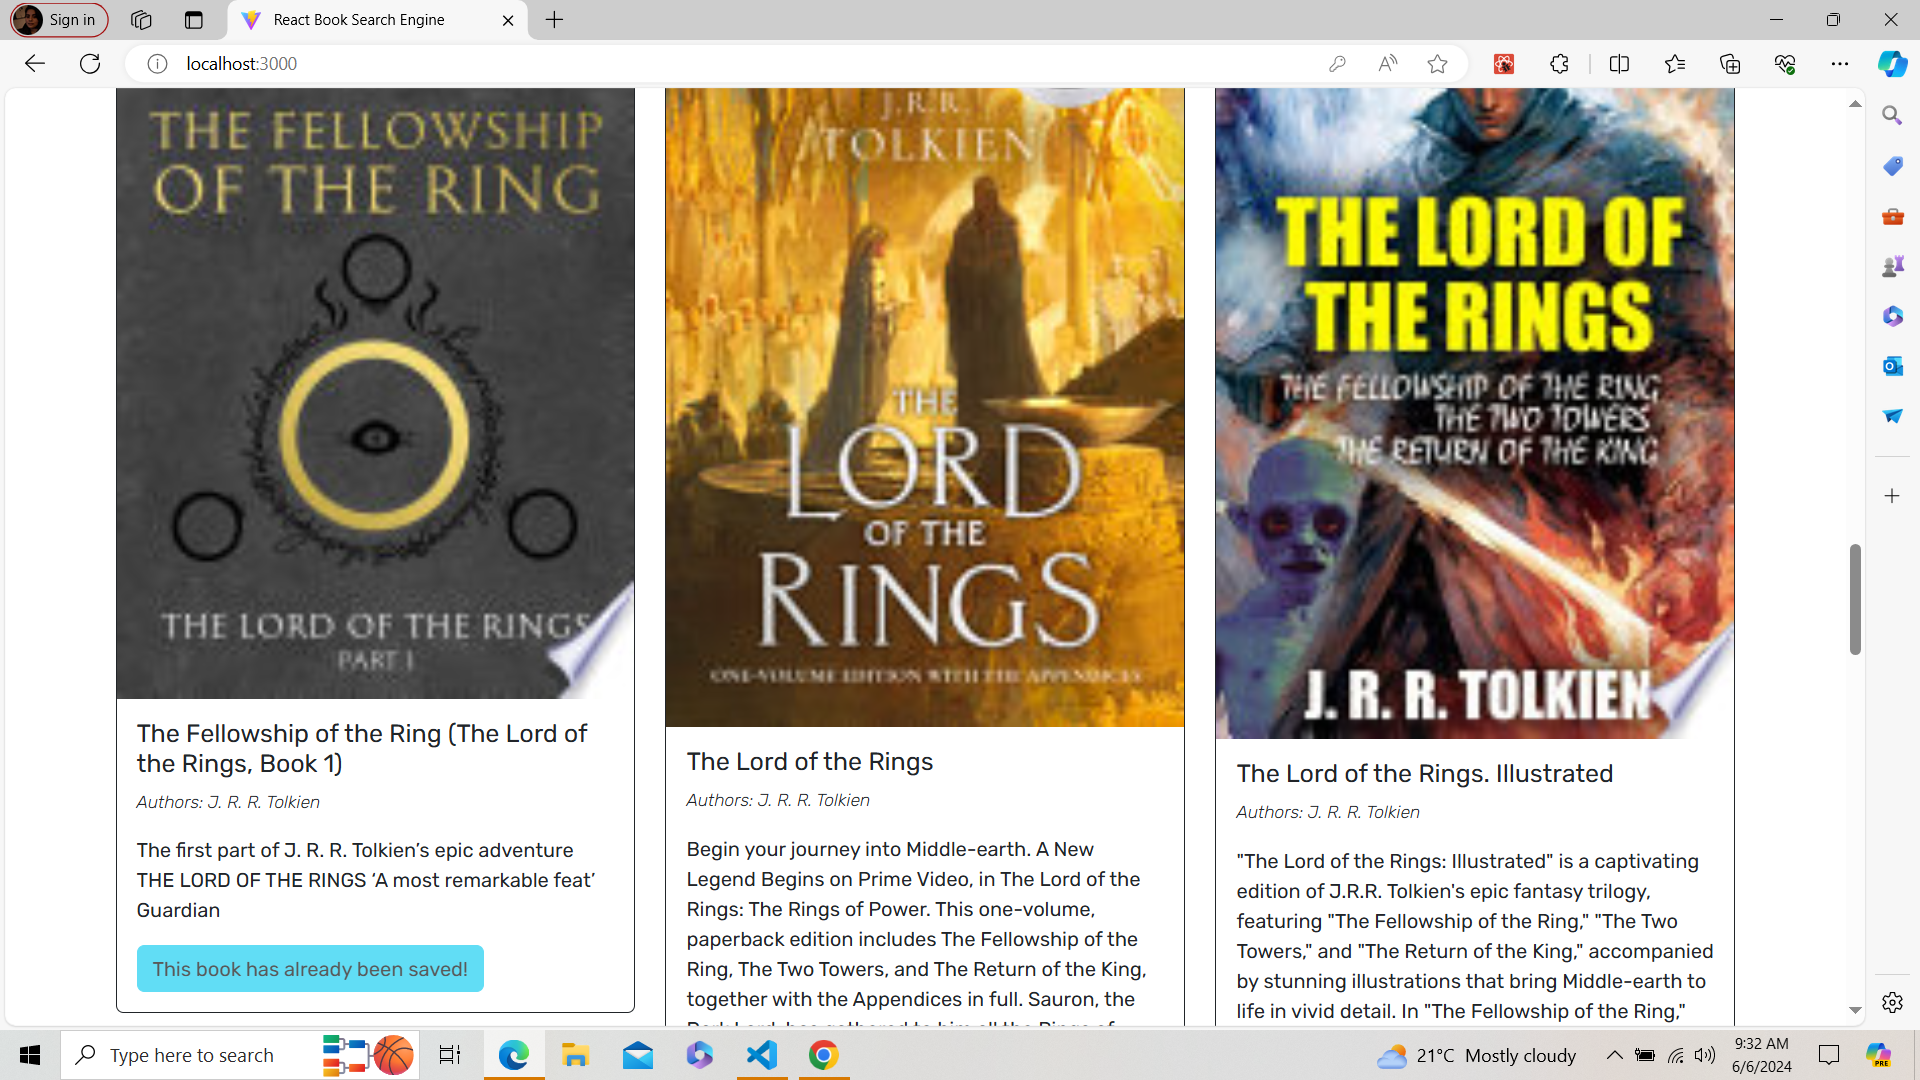 Sign in
React Book Search Engine
localhost:3000
THE FELLOWSHIP
OF THE RING
THE LORD OF THE RINGS
PART I
The Fellowship of the Ring (The Lord of
the Rings, Book 1)
Authors: J. R. R. Tolkien
The first part of J. R. R. Tolkien’s epic adventure
THE LORD OF THE RINGS ‘A most remarkable feat’
Guardian
This book has already been saved!
J.R.R.
TOLKIEN
THE
LORD
OF THE
RINGS
ONE-VOLUME EDITION WITH THE APPENDICES
The Lord of the Rings
Authors: J. R. R. Tolkien
Begin your journey into Middle-earth. A New
Legend Begins on Prime Video, in The Lord of the
Rings: The Rings of Power. This one-volume,
paperback edition includes The Fellowship of the
Ring, The Two Towers, and The Return of the King,
together with the Appendices in full. Sauron, the
THE LORD OF
THE RINGS
THE FELLOWSHIP OF THE RING
THE TWO TOWERS
THE RETURN OF THE KING
J. R. R. TOLKIEN
The Lord of the Rings. Illustrated
Authors: J. R. R. Tolkien
"The Lord of the Rings: Illustrated" is a captivating
edition of J.R.R. Tolkien's epic fantasy trilogy,
featuring "The Fellowship of the Ring," "The Two
Towers," and "The Return of the King," accompanied
by stunning illustrations that bring Middle-earth to
life in vivid detail. In "The Fellowship of the Ring,"
Type here to search
21°C Mostly cloudy
9:32 AM
6/6/2024
PRE